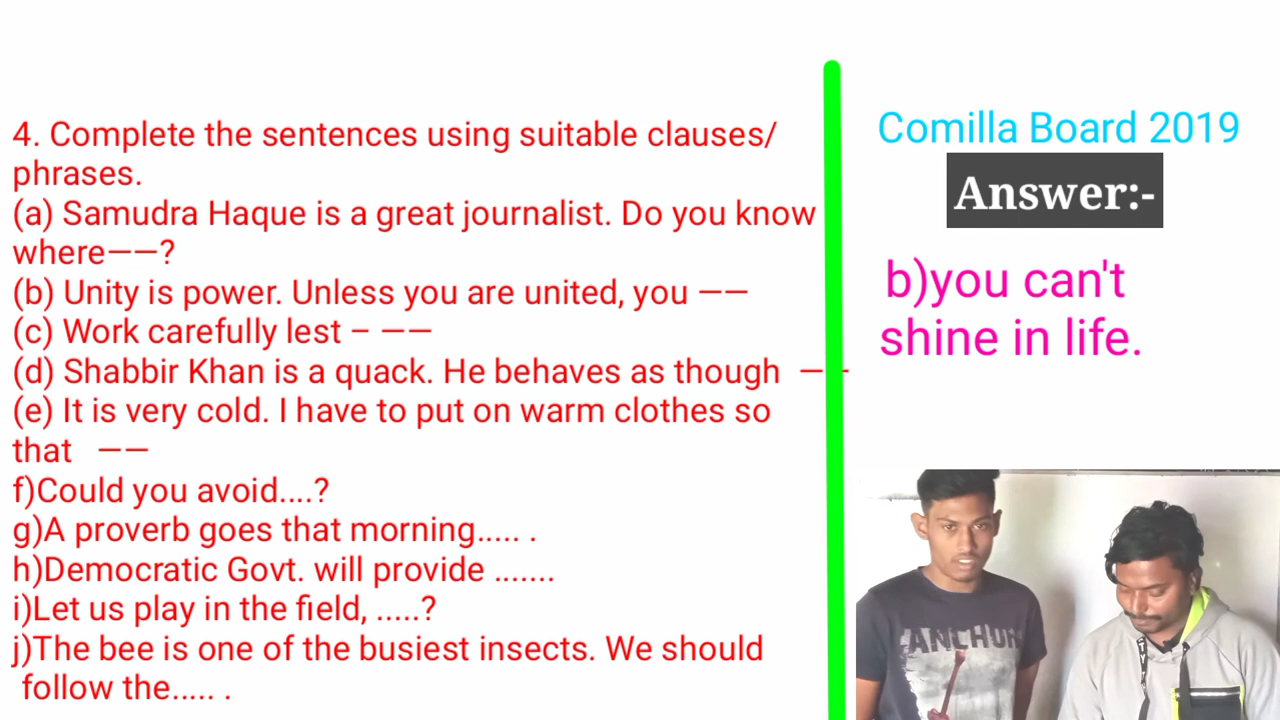 4. Complete the sentences using suitable clauses/
phrases.
(a) Samudra Haque is a great journalist. Do you know
where——?
(b) Unity is power. Unless you are united, you ——
(c) Work carefully lest – ——
(d) Shabbir Khan is a quack. He behaves as though ——
(e) It is very cold. I have to put on warm clothes so
that ——
f)Could you avoid....?
g)A proverb goes that morning..... .
h)Democratic Govt. will provide .......
i)Let us play in the field, .....?
j)The bee is one of the busiest insects. We should
follow the..... .
Comilla Board 2019
Answer:-
b)you can't
shine in life.